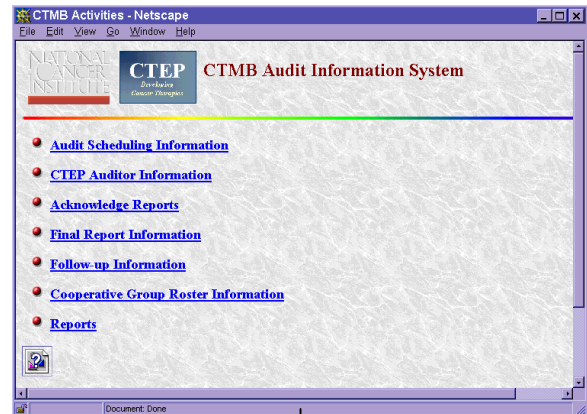 CTMB Activities - Netscape
File Edit View Go Window Help
NATIONAL
CANCER
INSTITUTE
CTEP
Developing
Cancer Therapies
CTMB Audit Information System
Audit Scheduling Information
CTEP Auditor Information
Acknowledge Reports
Final Report Information
Follow-up Information
Cooperative Group Roster Information
Reports
Document: Done